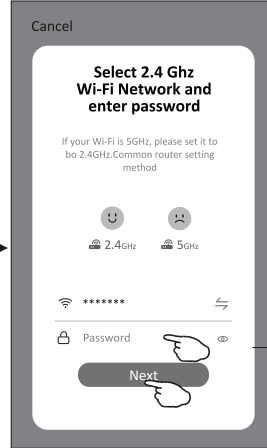 Cancel
Select 2.4 Ghz
Wi-Fi Network and
enter password
If your Wi-Fi is 5GHz, please set it to
bo 2.4GHz.Common router setting
method
2.4GHz 5GHz
*******
Password
Next